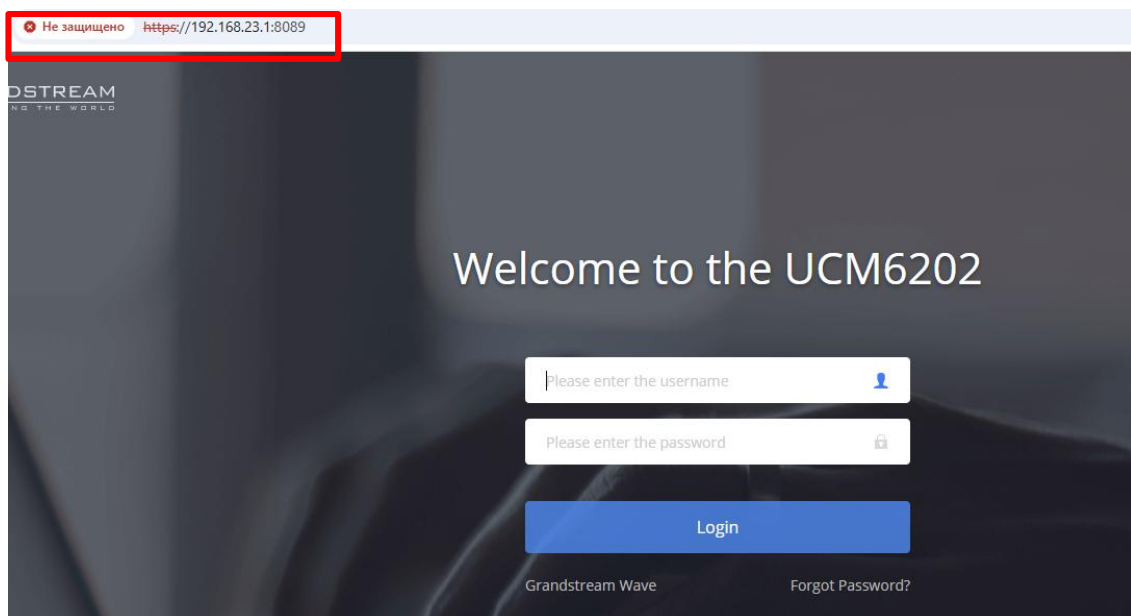 Не защищено https://192.168.23.1:8089
DSTREAM
NG THE WORLD
Welcome to the UCM6202
Please enter the username
Please enter the password
Login
Grandstream Wave Forgot Password?